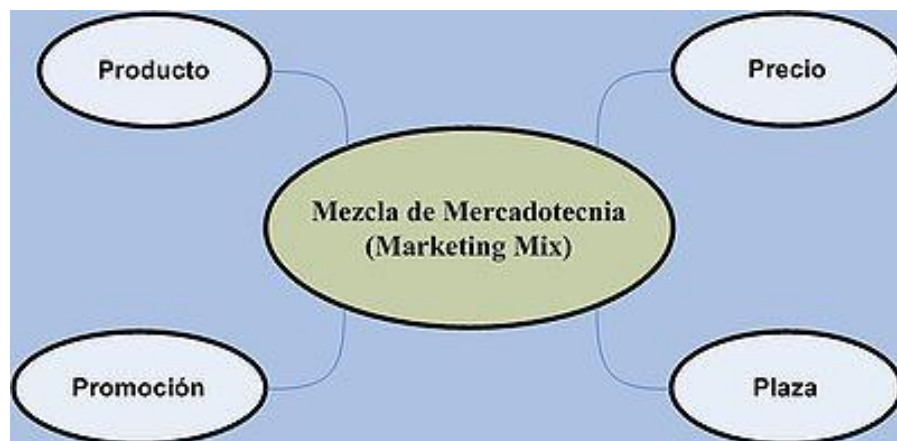 Producto
Precio
Mezcla de Mercadotecnia
(Marketing Mix)
Promoción
Plaza